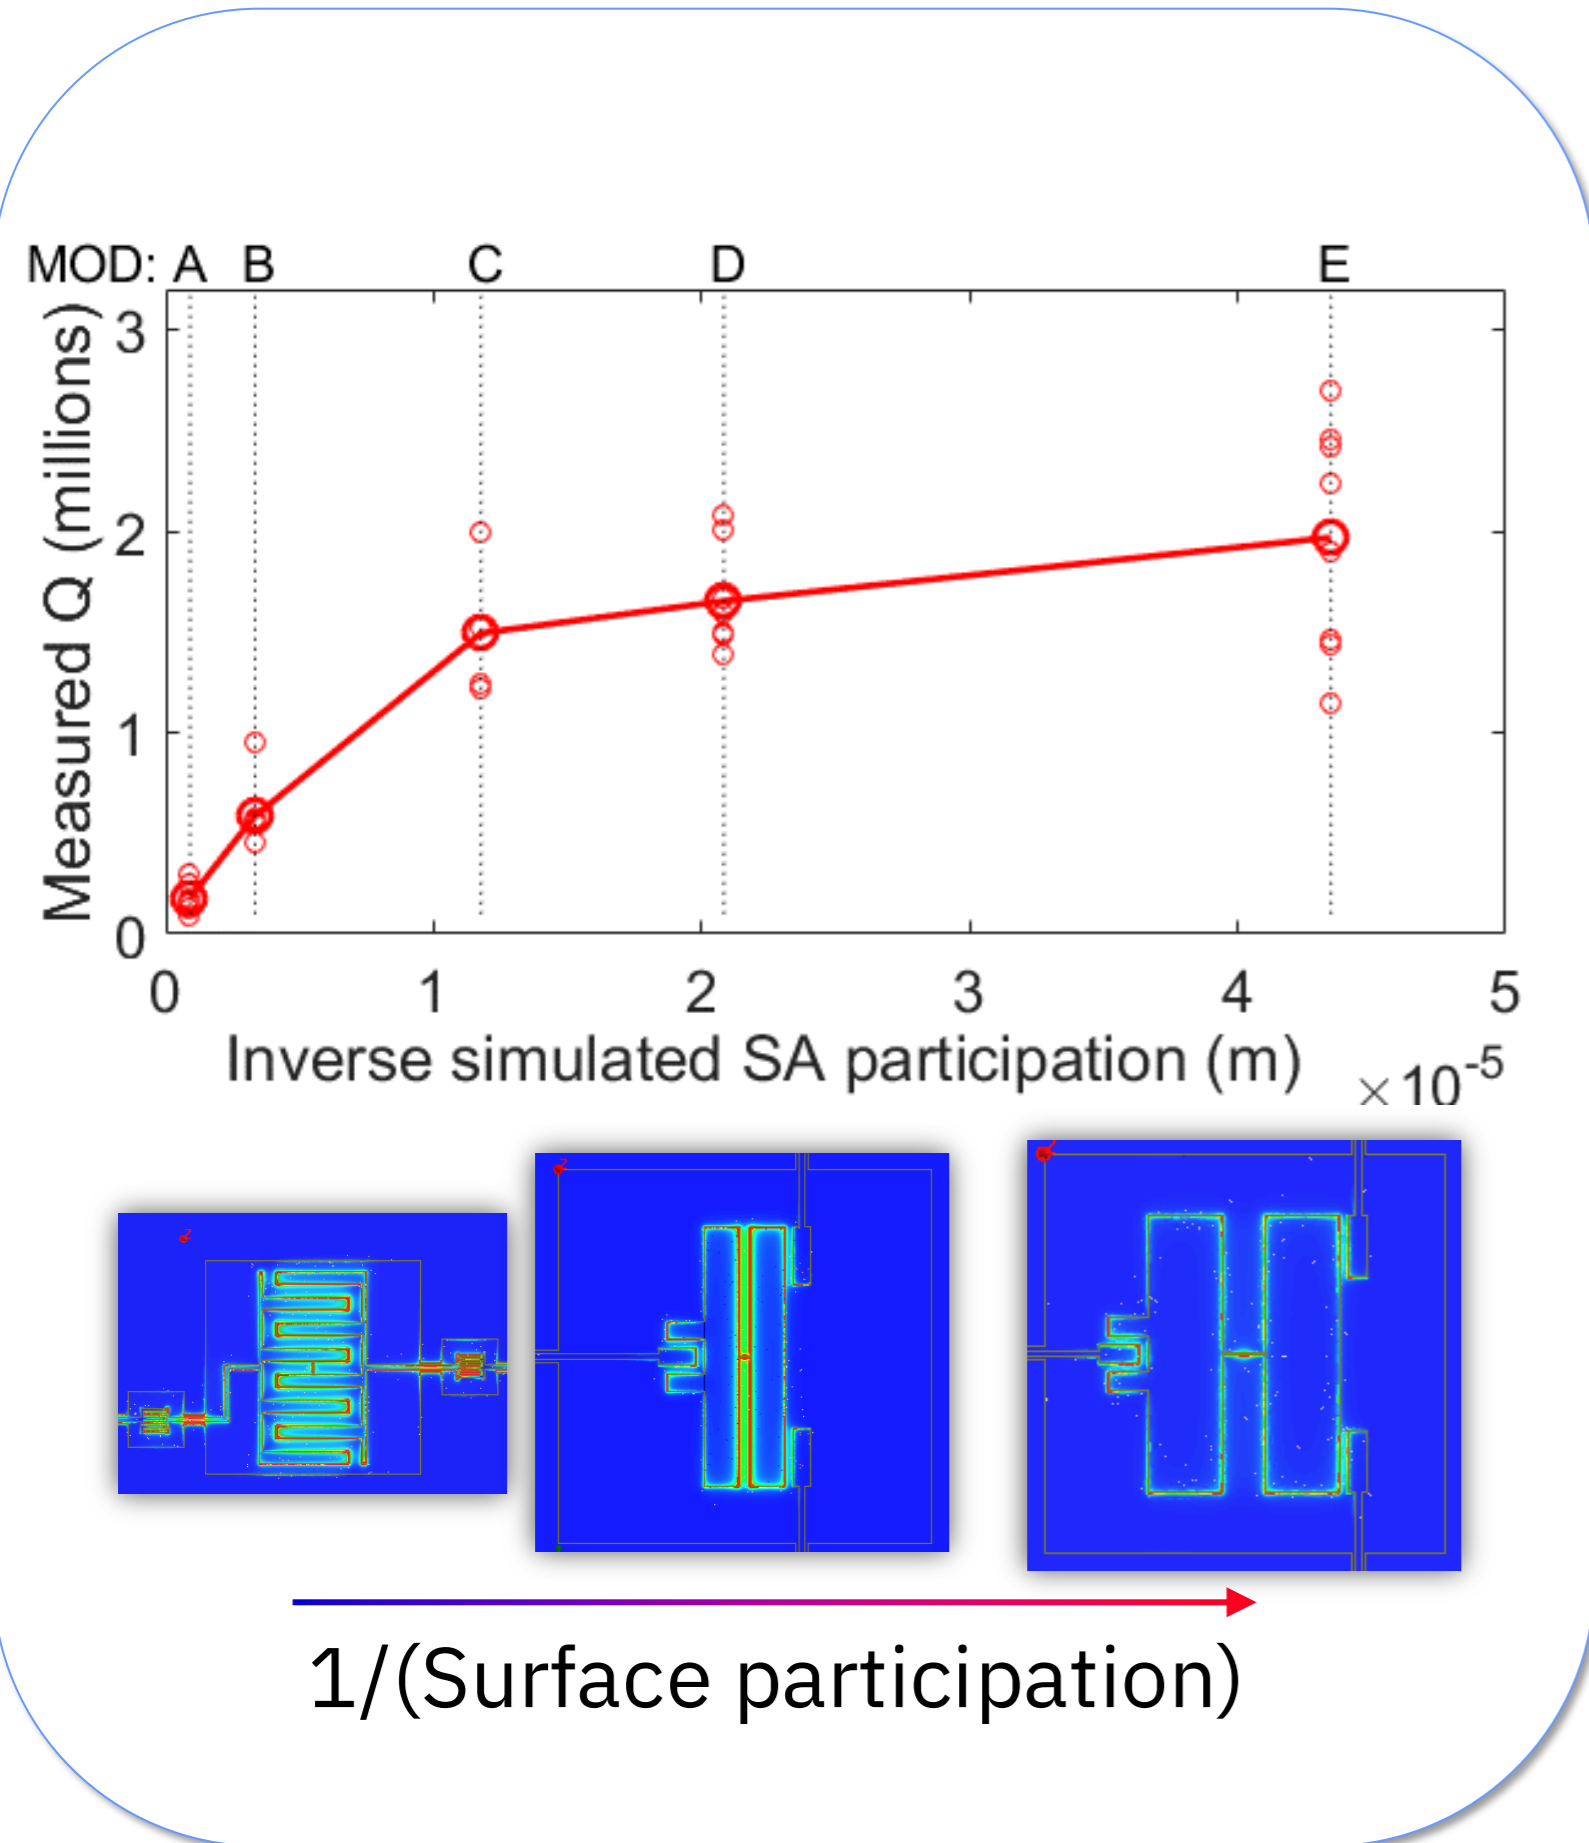 MOD: A B C D E
Measured Q (millions)
3
2
1
0
0 1 2 3 4 5
Inverse simulated SA participation (m)
×10-5
1/(Surface participation)